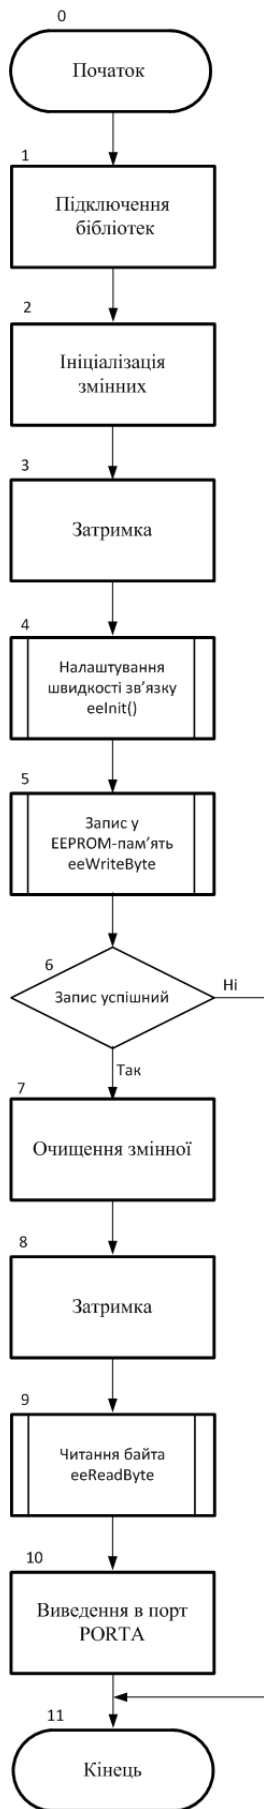 0
Початок
1
Підключення
бібліотек
2
Ініціалізація
змінних
3
Затримка
4
Налаштування
швидкості зв’язку
eeInit()
5
Запис у
EEPROM-пам’ять
eeWriteByte
6
Запис успішний
Ні
Так
7
Очищення змінної
8
Затримка
9
Читання байта
eeReadByte
10
Виведення в порт
PORTA
11
Кінець